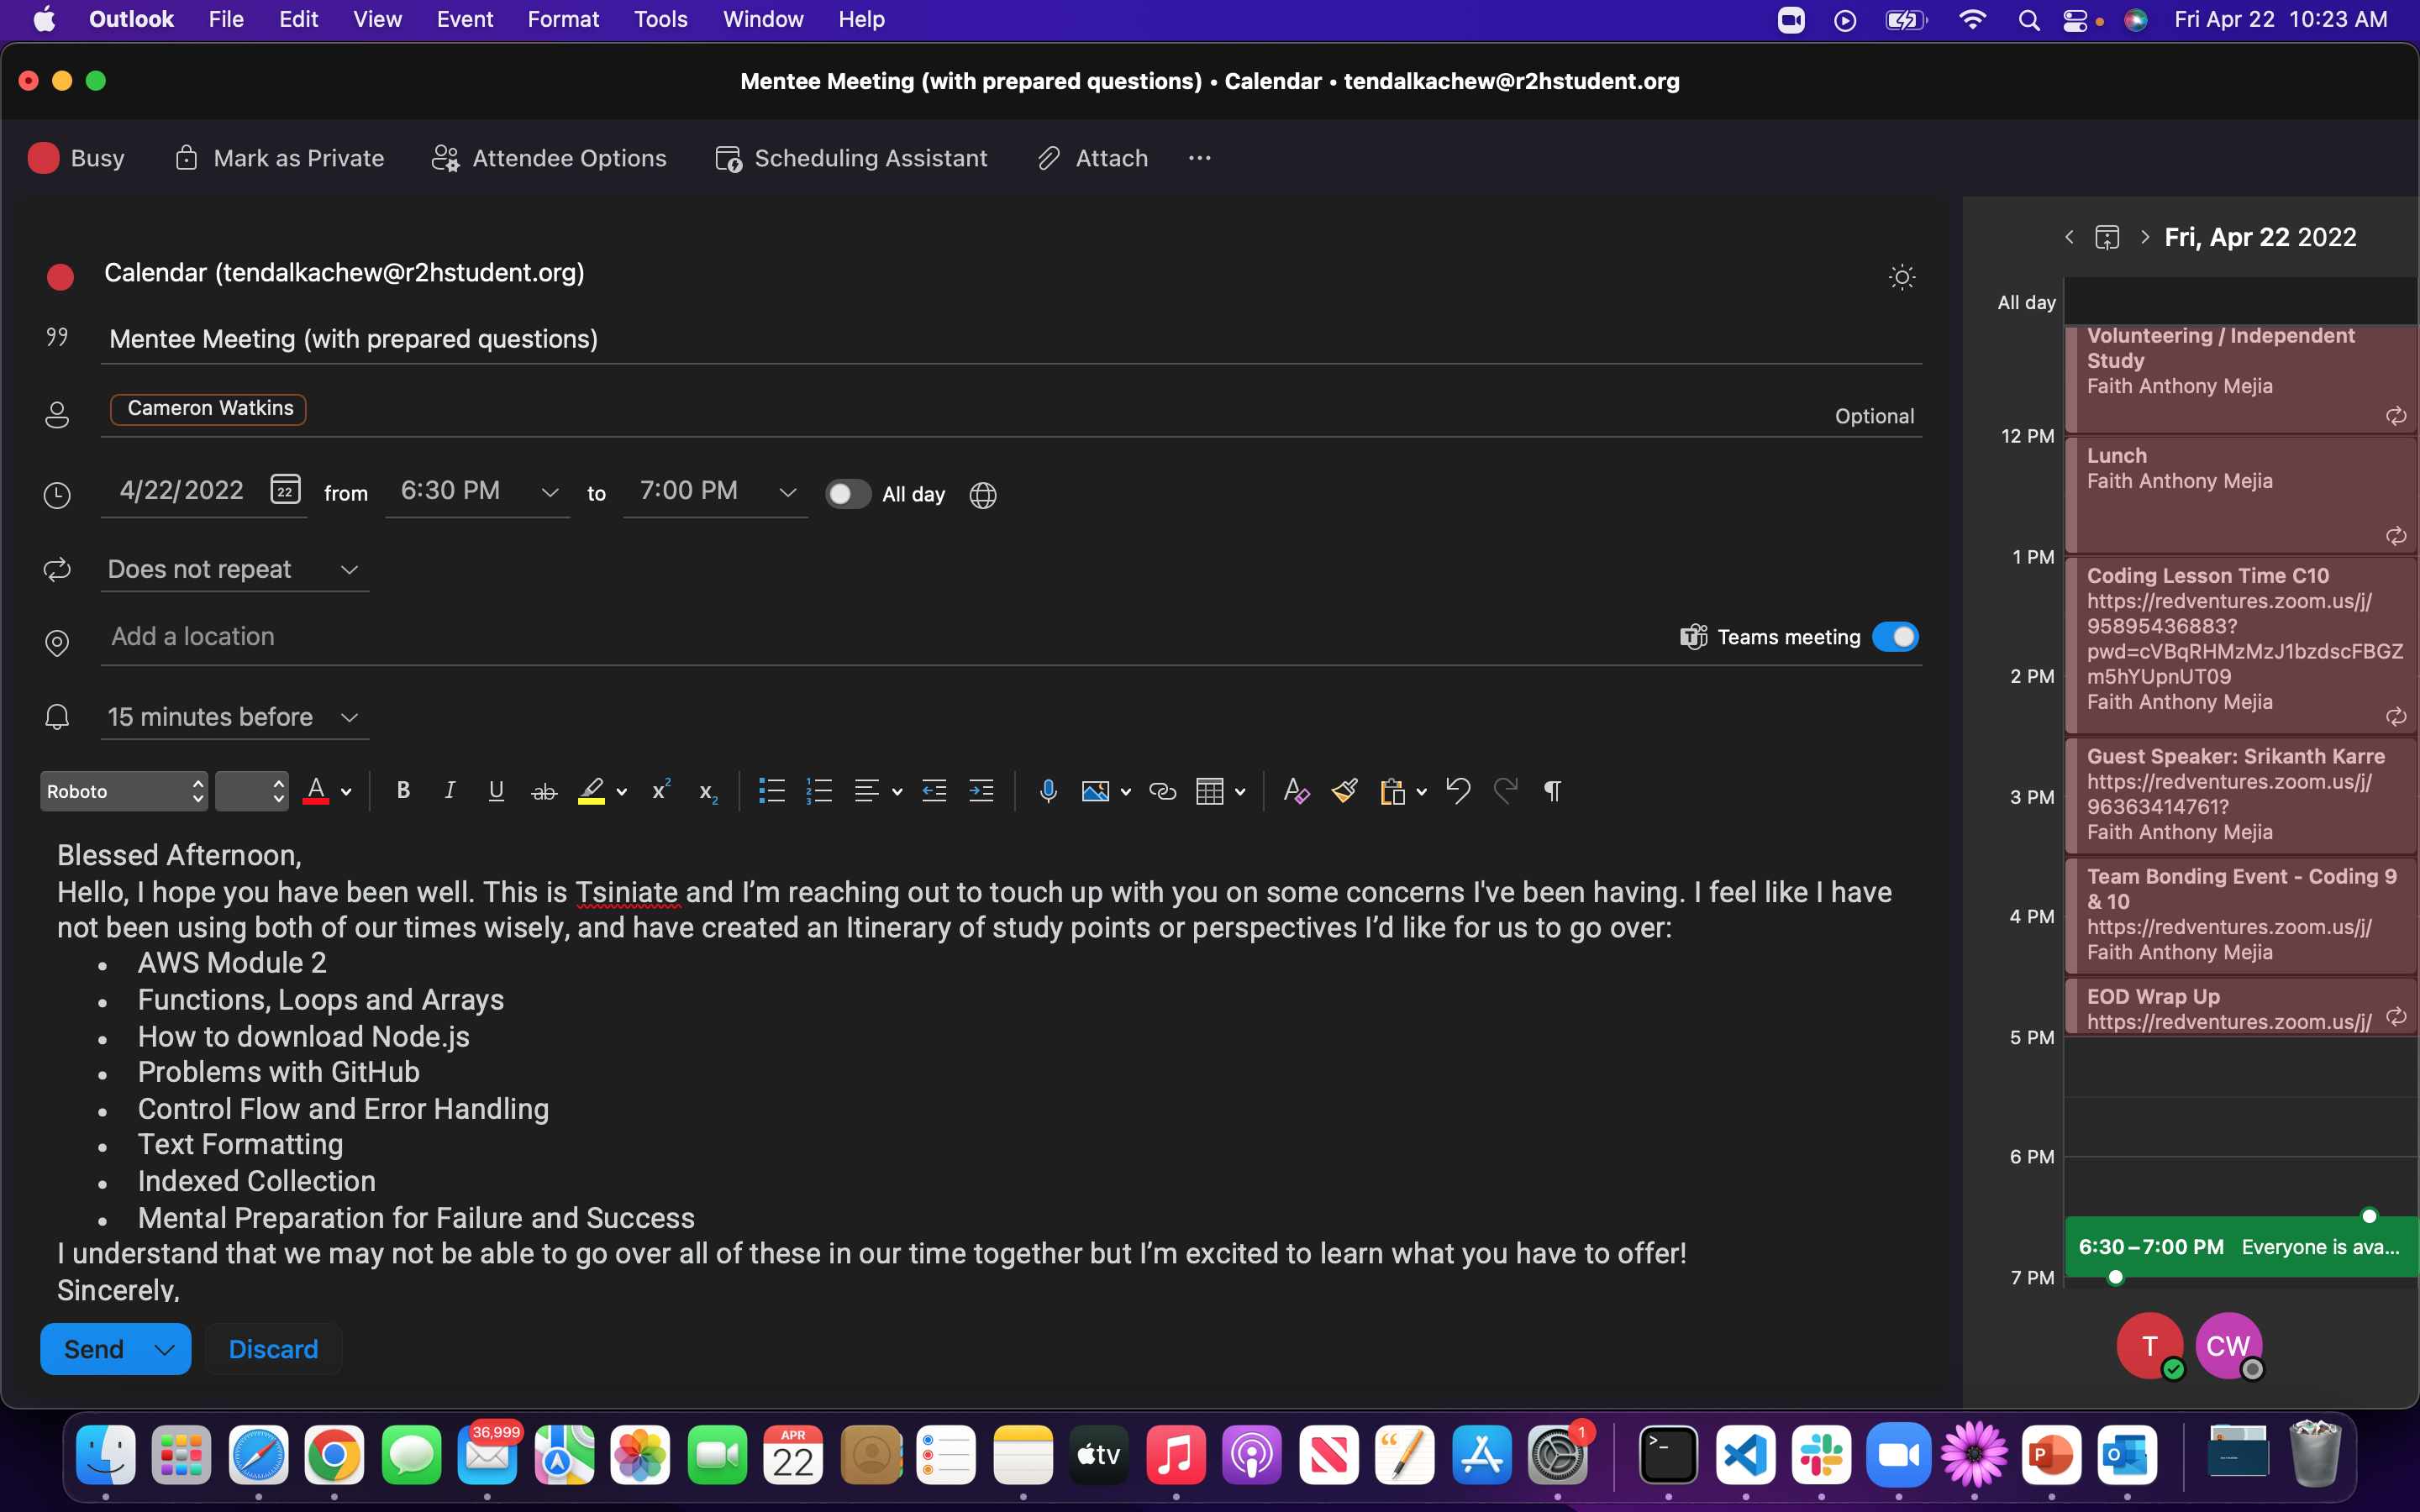 Outlook File Edit View Event Format Tools Window Help Fri Apr 22 10:23 AM
Mentee Meeting (with prepared questions) • Calendar • tendalkachew@r2hstudent.org
Busy Mark as Private Attendee Options Scheduling Assistant Attach ...
Calendar (tendalkachew@r2hstudent.org)
Mentee Meeting (with prepared questions)
Cameron Watkins Optional
4/22/2022 22 from 6:30 PM to 7:00 PM All day
Does not repeat
Add a location Teams meeting
15 minutes before
Roboto
Blessed Afternoon,
Hello, I hope you have been well. This is Tsiniate and I’m reaching out to touch up with you on some concerns I've been having. I feel like I have
not been using both of our times wisely, and have created an Itinerary of study points or perspectives I’d like for us to go over:
• AWS Module 2
• Functions, Loops and Arrays
• How to download Node.js
• Problems with GitHub
• Control Flow and Error Handling
• Text Formatting
• Indexed Collection
• Mental Preparation for Failure and Success
I understand that we may not be able to go over all of these in our time together but I’m excited to learn what you have to offer!
Sincerely,
Send Discard
Fri, Apr 22 2022
All day
Volunteering / Independent
Study
Faith Anthony Mejia
12 PM
Lunch
Faith Anthony Mejia
1 PM
Coding Lesson Time C10
https://redventures.zoom.us/j/
95895436883?
pwd=cVBqRHMzMzJ1bzdscFBGZ
2 PM
m5hYUpnUT09
Faith Anthony Mejia
Guest Speaker: Srikanth Karre
https://redventures.zoom.us/j/
3 PM
96363414761?
Faith Anthony Mejia
Team Bonding Event - Coding 9
& 10
4 PM
https://redventures.zoom.us/j/
Faith Anthony Mejia
EOD Wrap Up
https://redventures.zoom.us/j/
5 PM
6 PM
6:30–7:00 PM Everyone is ava...
7 PM
T CW
36,999
APR
22
tv
1